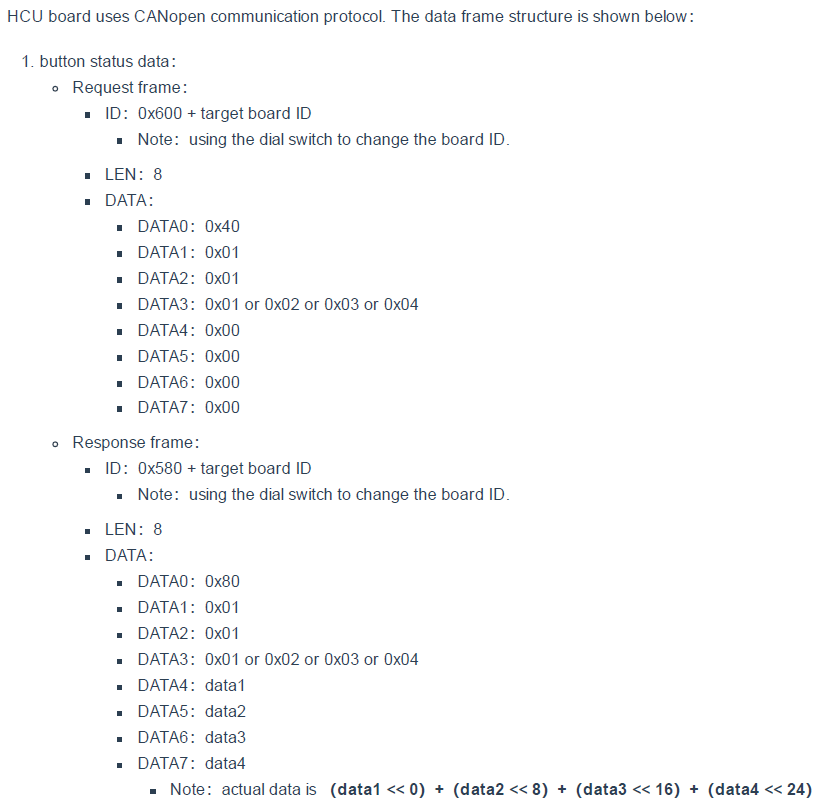 HCU board uses CANopen communication protocol. The data frame structure is shown below：
1. button status data：
Request frame：
ID： 0x600 + target board ID
Note： using the dial switch to change the board ID.
LEN： 8
DATA：
DATA0： 0x40
DATA1： 0x01
DATA2： 0x01
DATA3： 0x01 or 0x02 or 0x03 or 0x04
DATA4： 0x00
DATA5： 0x00
DATA6： 0x00
DATA7： 0x00
Response frame：
ID： 0x580 + target board ID
Note： using the dial switch to change the board ID.
LEN： 8
DATA：
DATA0： 0x80
DATA1： 0x01
DATA2： 0x01
DATA3： 0x01 or 0x02 or 0x03 or 0x04
DATA4： data1
DATA5： data2
DATA6： data3
DATA7： data4
Note： actual data is (data1 << 0) + (data2 << 8) + (data3 << 16) + (data4 << 24)